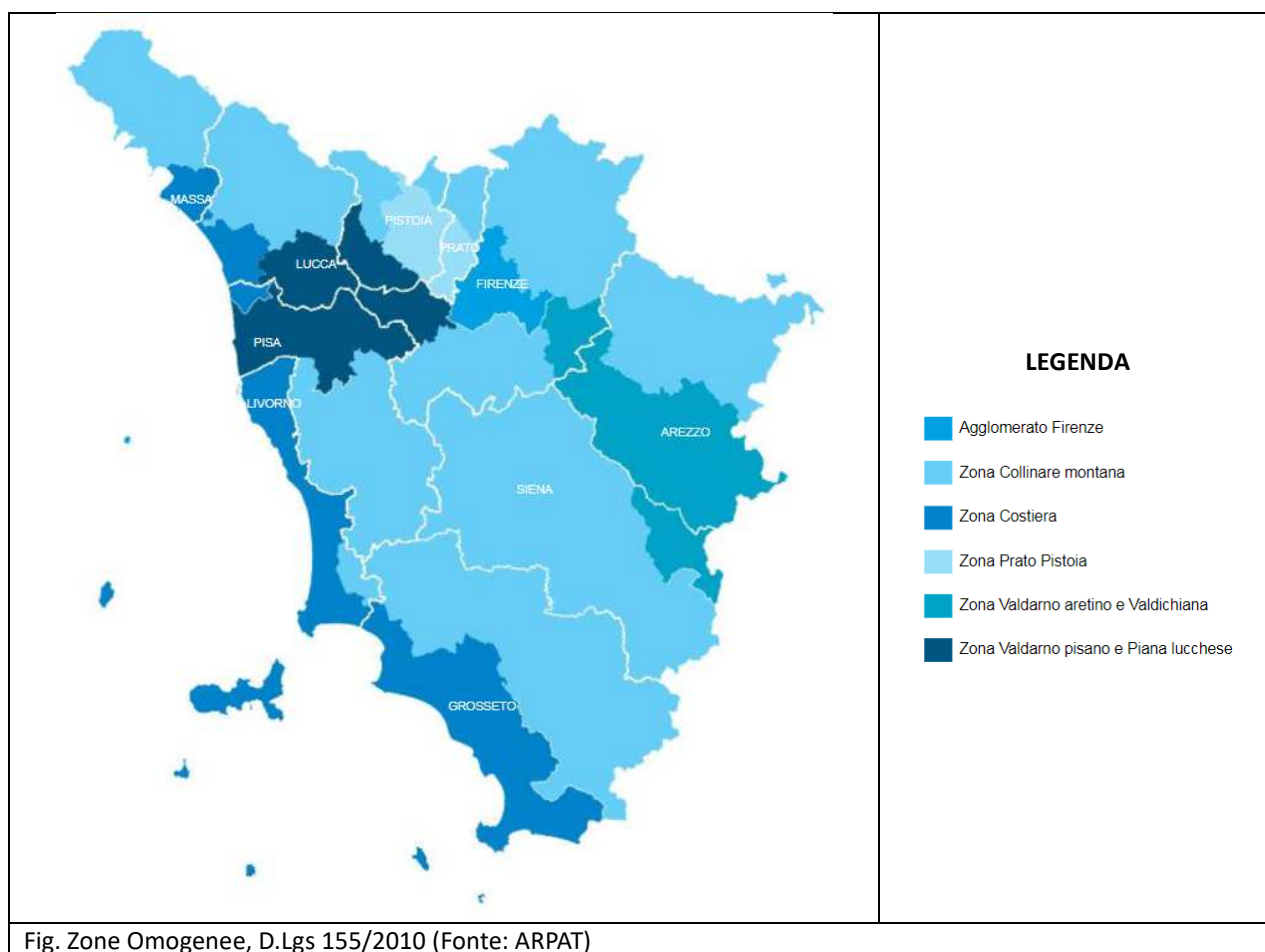 MASSA
PISTOIA
PRATO
LUCCA
FIRENZE
PISA
LIVORNO
AREZZO
SIENA
GROSSETO
LEGENDA
Agglomerato Firenze
Zona Collinare montana
Zona Costiera
Zona Prato Pistoia
Zona Valdarno aretino e Valdichiana
Zona Valdarno pisano e Piana lucchese
Fig. Zone Omogenee, D.Lgs 155/2010 (Fonte: ARPAT)